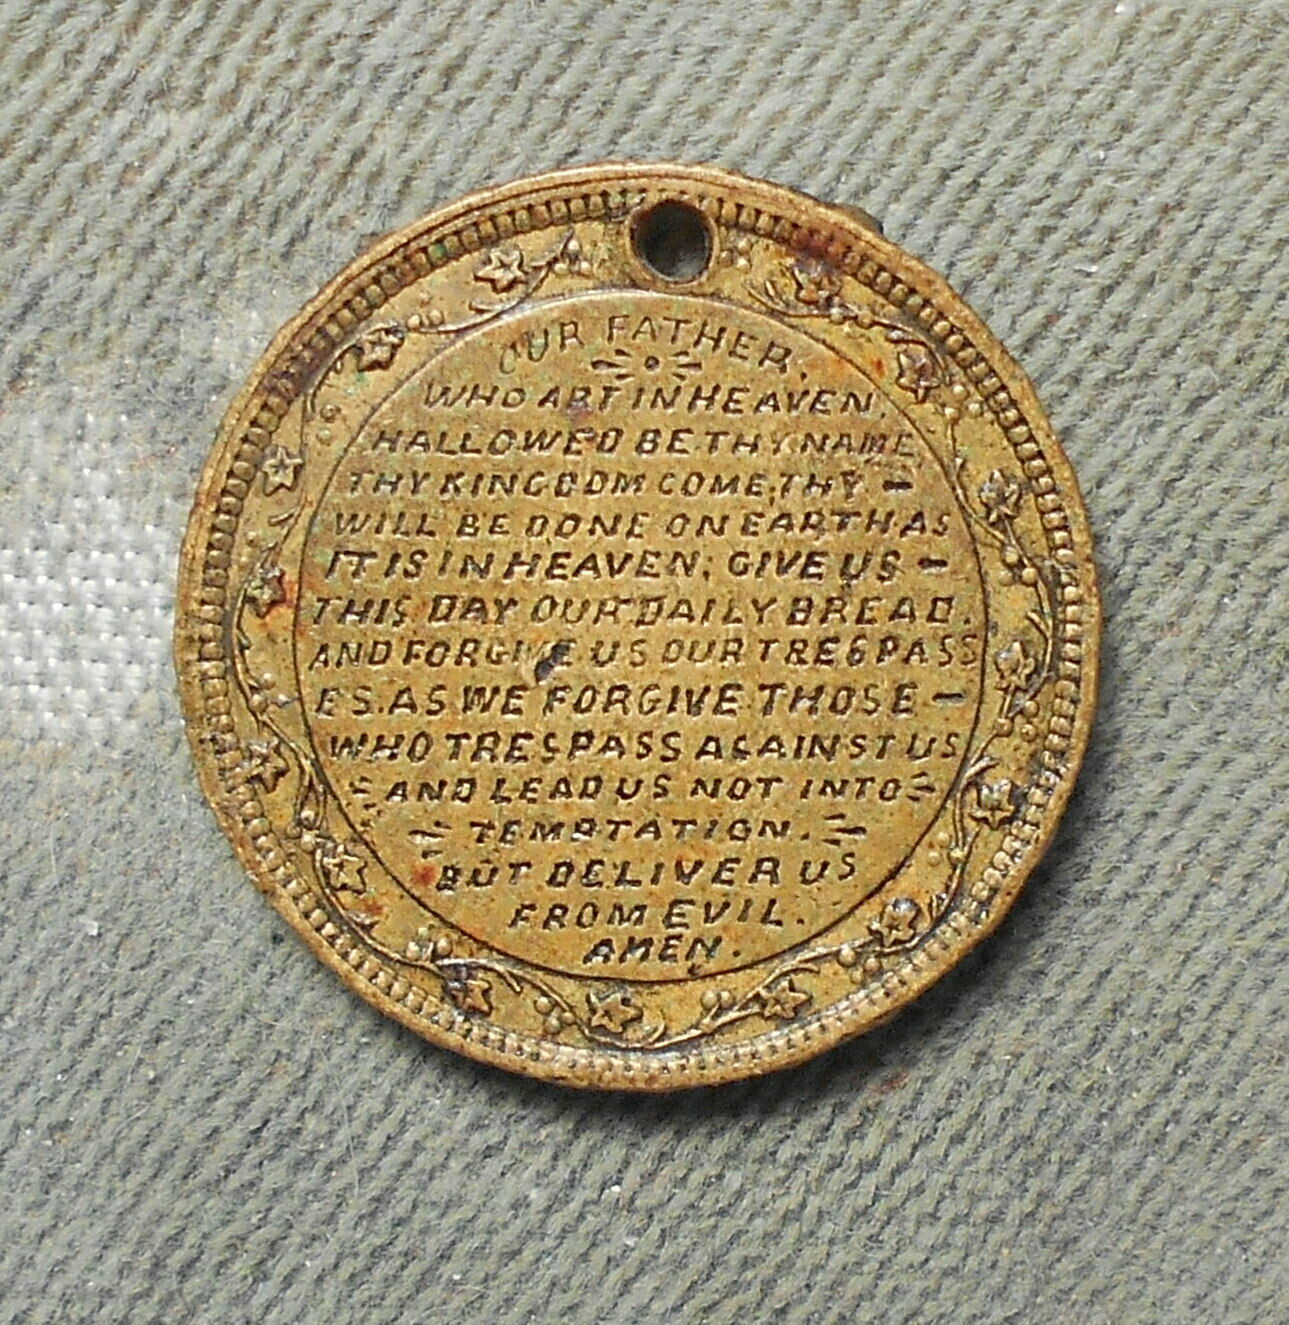 OUR FATHER,
WHO ART IN HEAVEN,
HALLOWED BE THY NAME,
THY KINGDOM COME; THY –
WILL BE DONE ON EARTH AS
IT IS IN HEAVEN; GIVE US –
THIS DAY OUR DAILY BREAD.
AND FORGIVE US OUR TRESPASS
ES. AS WE FORGIVE THOSE –
WHO TRESPASS AGAINST US
AND LEAD US NOT INTO
TEMPTATION.
BUT DELIVER US
FROM EVIL.
AMEN.